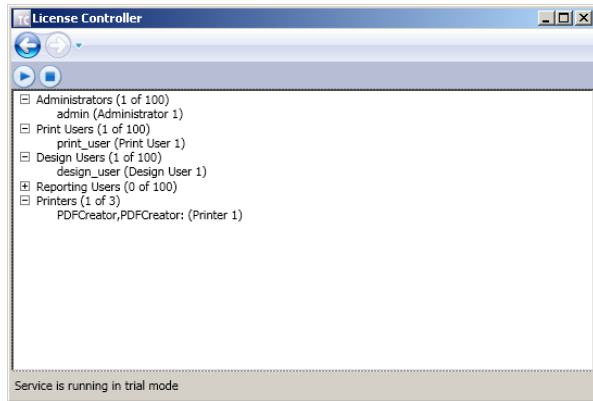 TC License Controller
Administrators (1 of 100)
admin (Administrator 1)
Print Users (1 of 100)
print_user (Print User 1)
Design Users (1 of 100)
design_user (Design User 1)
Reporting Users (0 of 100)
Printers (1 of 3)
PDFCreator,PDFCreator: (Printer 1)
Service is running in trial mode